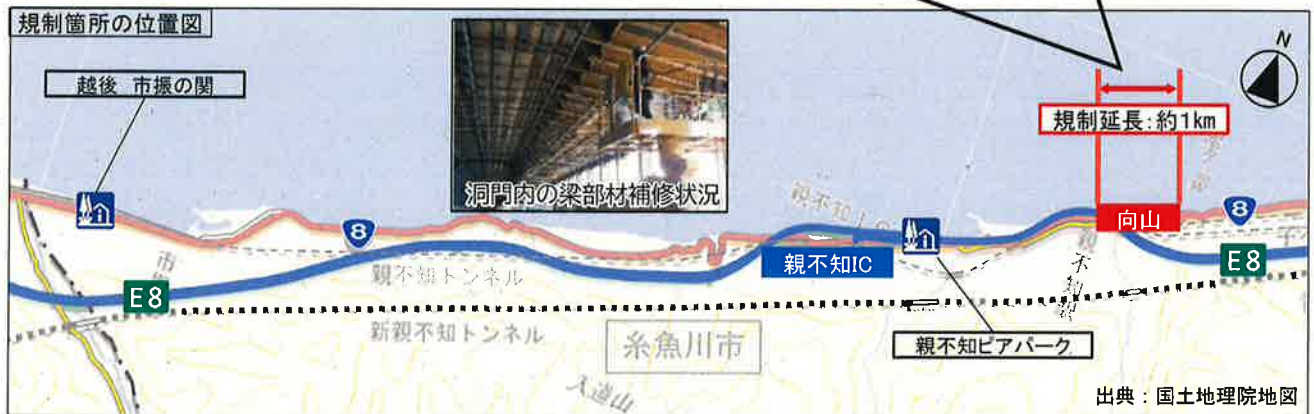 規制箇所の位置図
越後 市振の関
N
規制延長:約1km
洞門内の梁部材補修状況
8
向山
8
親不知IC
親不知トンネル
E8
E8
新親不知トンネル
糸魚川市
親不知ピアパーク
入道山
出典:国土地理院地図